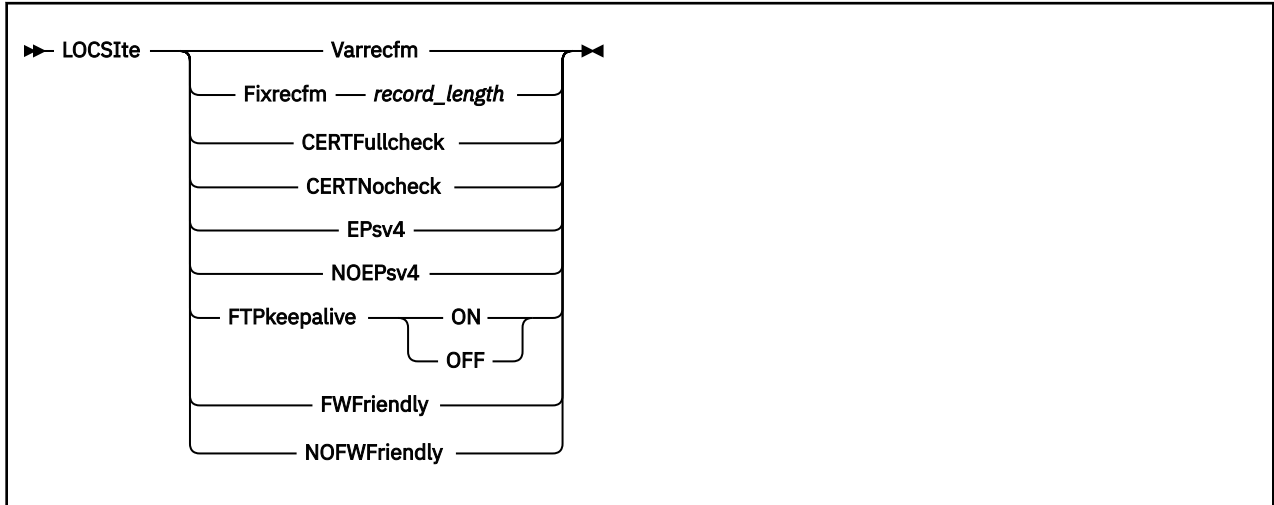 LOCSIte Varrecfm
Fixrecfm record_length
CERTFullcheck
CERTNocheck
EPsv4
NOEPsv4
FTPkeepalive ON
OFF
FWFriendly
NOFWFriendly